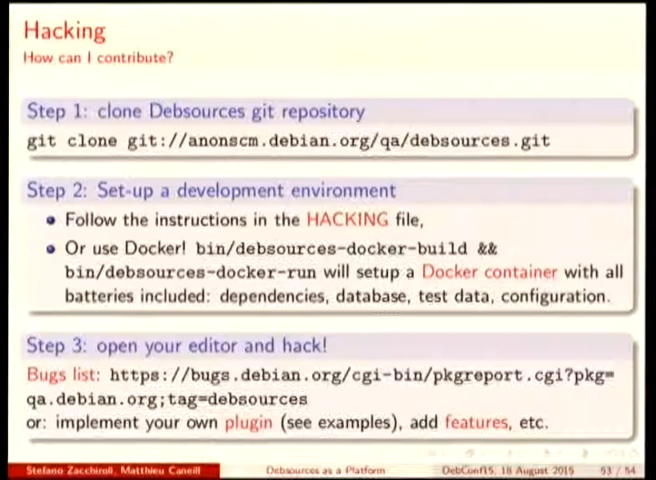 Hacking
How can I contribute?
Step 1: clone Debsources git repository
git clone git://anonscm.debian.org/qa/debsources.git
Step 2: Set-up a development environment
Follow the instructions in the HACKING file,
Or use Docker! bin/debsources-docker-build &&
bin/debsources-docker-run will setup a Docker container with all
batteries included: dependencies, database, test data, configuration.
Step 3: open your editor and hack!
Bugs list: https://bugs.debian.org/cgi-bin/pkgreport.cgi?pkg=
qa.debian.org;tag=debsources
or: implement your own plugin (see examples), add features, etc.
Stefano Zacchiroli, Matthieu Caneill Debsources as a Platform DebConf15, 18 August 2015 53 / 54